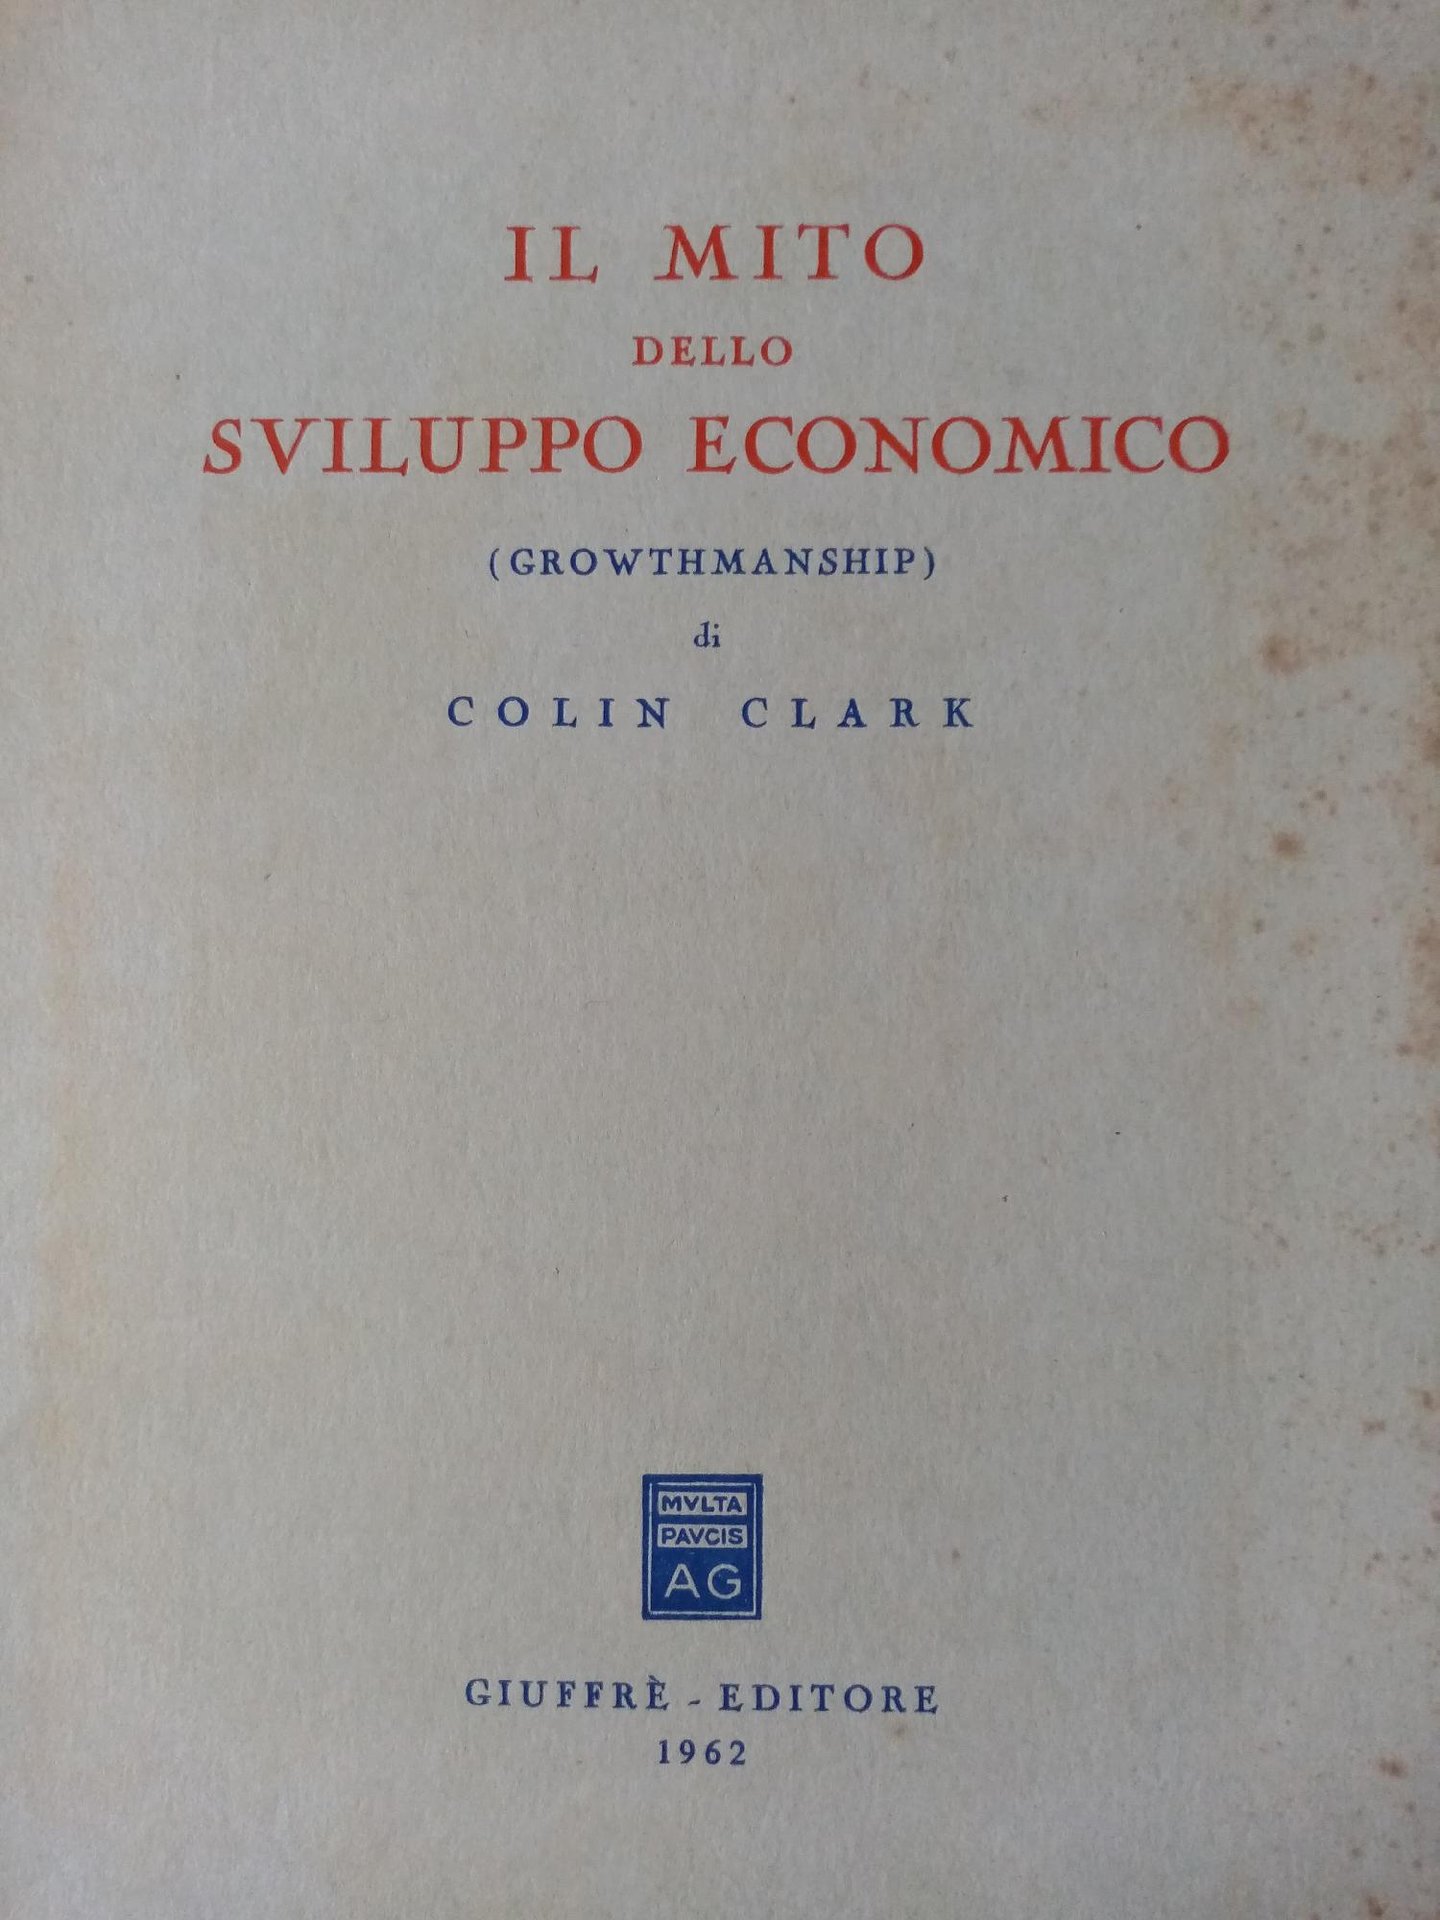 IL MITO
DELLO
SVILUPPO ECONOMICO
(GROWTHMANSHIP)
di
COLIN CLARK
MVLTA
PAVCIS
AG
GIUFFRÈ - EDITORE
1962